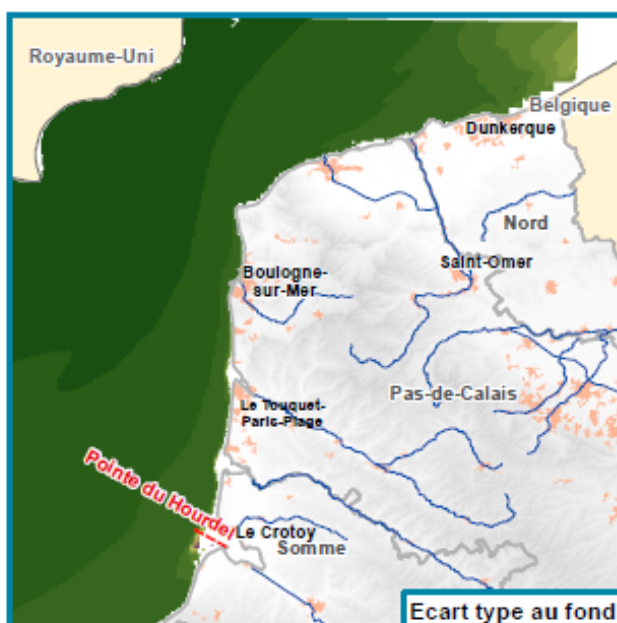 Royaume-Uni
Belgique
Dunkerque
Nord
Saint-Omer
Boulogne-
sur-Mer
Pas-de-Calais
Le Touquet-
Paris-Plage
Pointe du Hourdel
Le Crotoy
Somme
Ecart type au fond